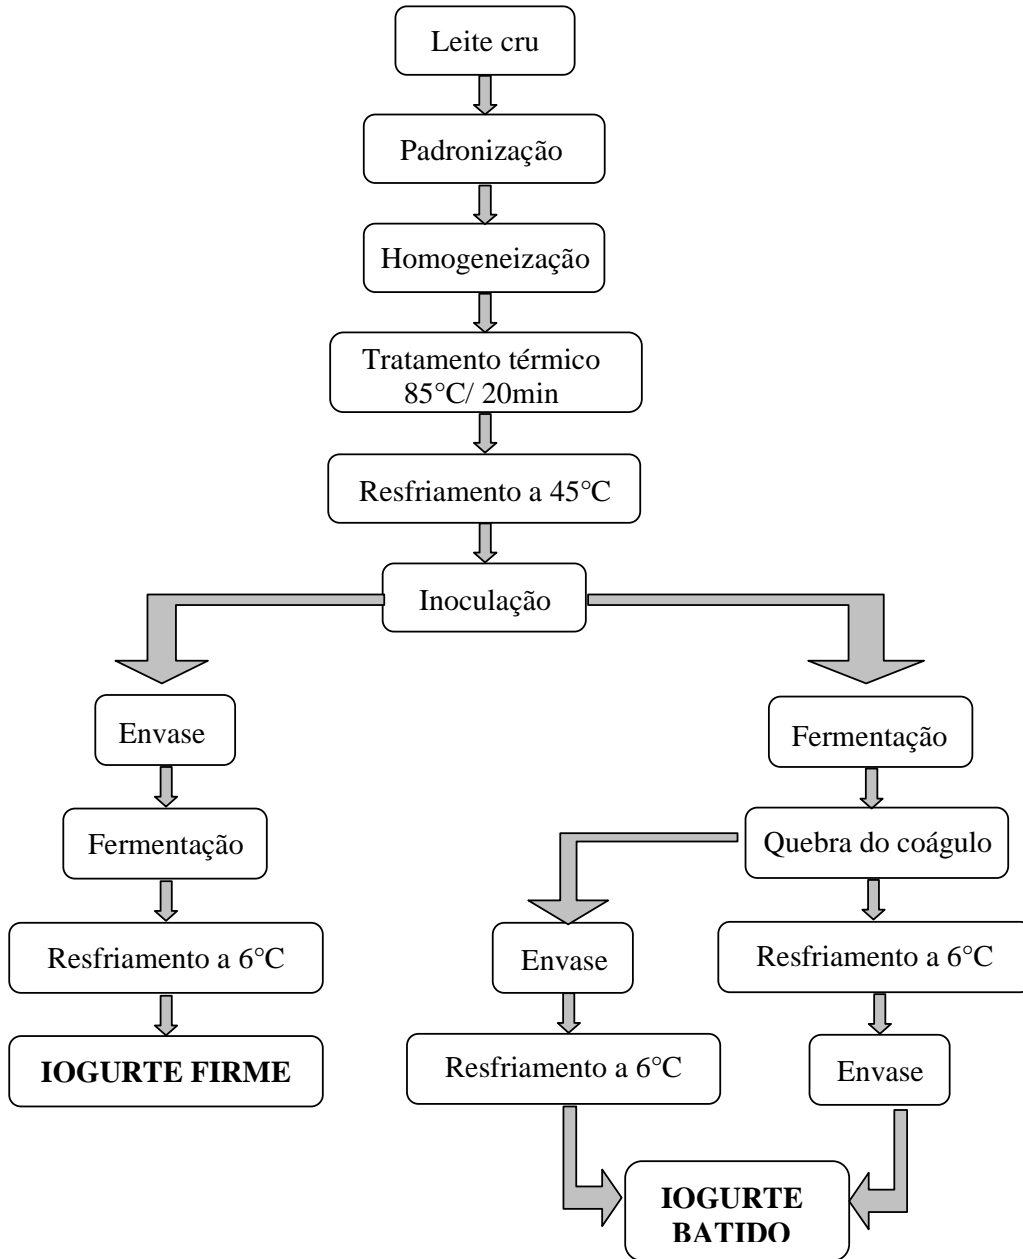 Leite cru
Padronização
Homogeneização
Tratamento térmico
85°C/ 20min
Resfriamento a 45°C
Inoculação
Envase
Fermentação
Resfriamento a 6°C
IOGURTE FIRME
Fermentação
Quebra do coágulo
Envase
Resfriamento a 6°C
Resfriamento a 6°C
Envase
IOGURTE
BATIDO